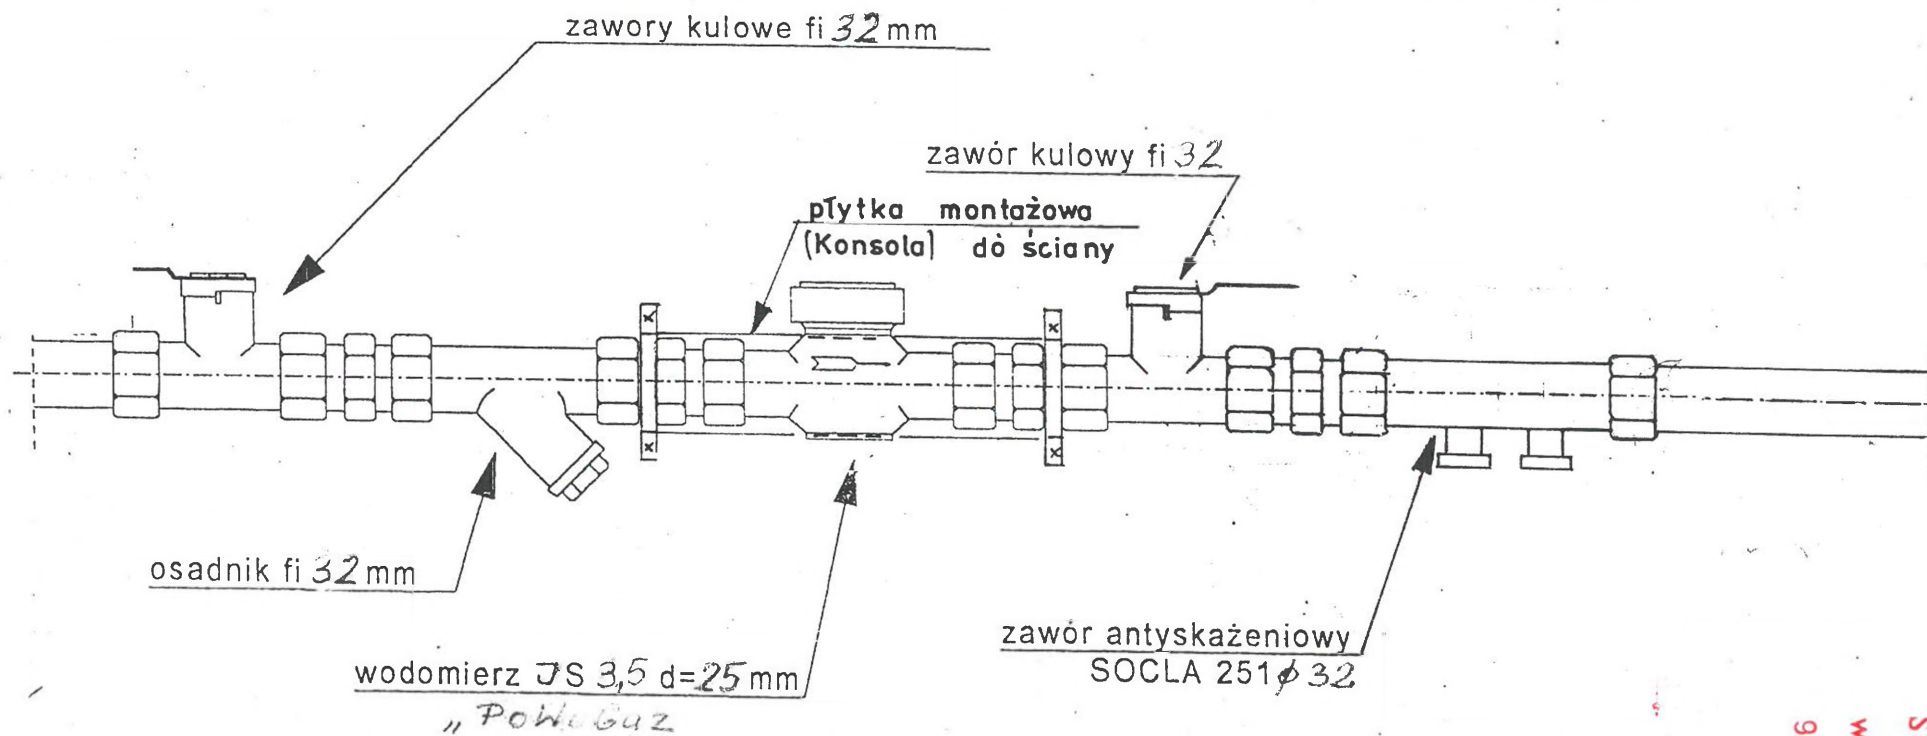 zawory kulowe fi 32 mm
zawór kulowy fi 32
płytka montażowa
(Konsola) do ściany
osadnik fi 32 mm
wodomierz JS 3,5 d=25 mm
zawór antyskażeniowy
SOCLA 251 ϕ 32